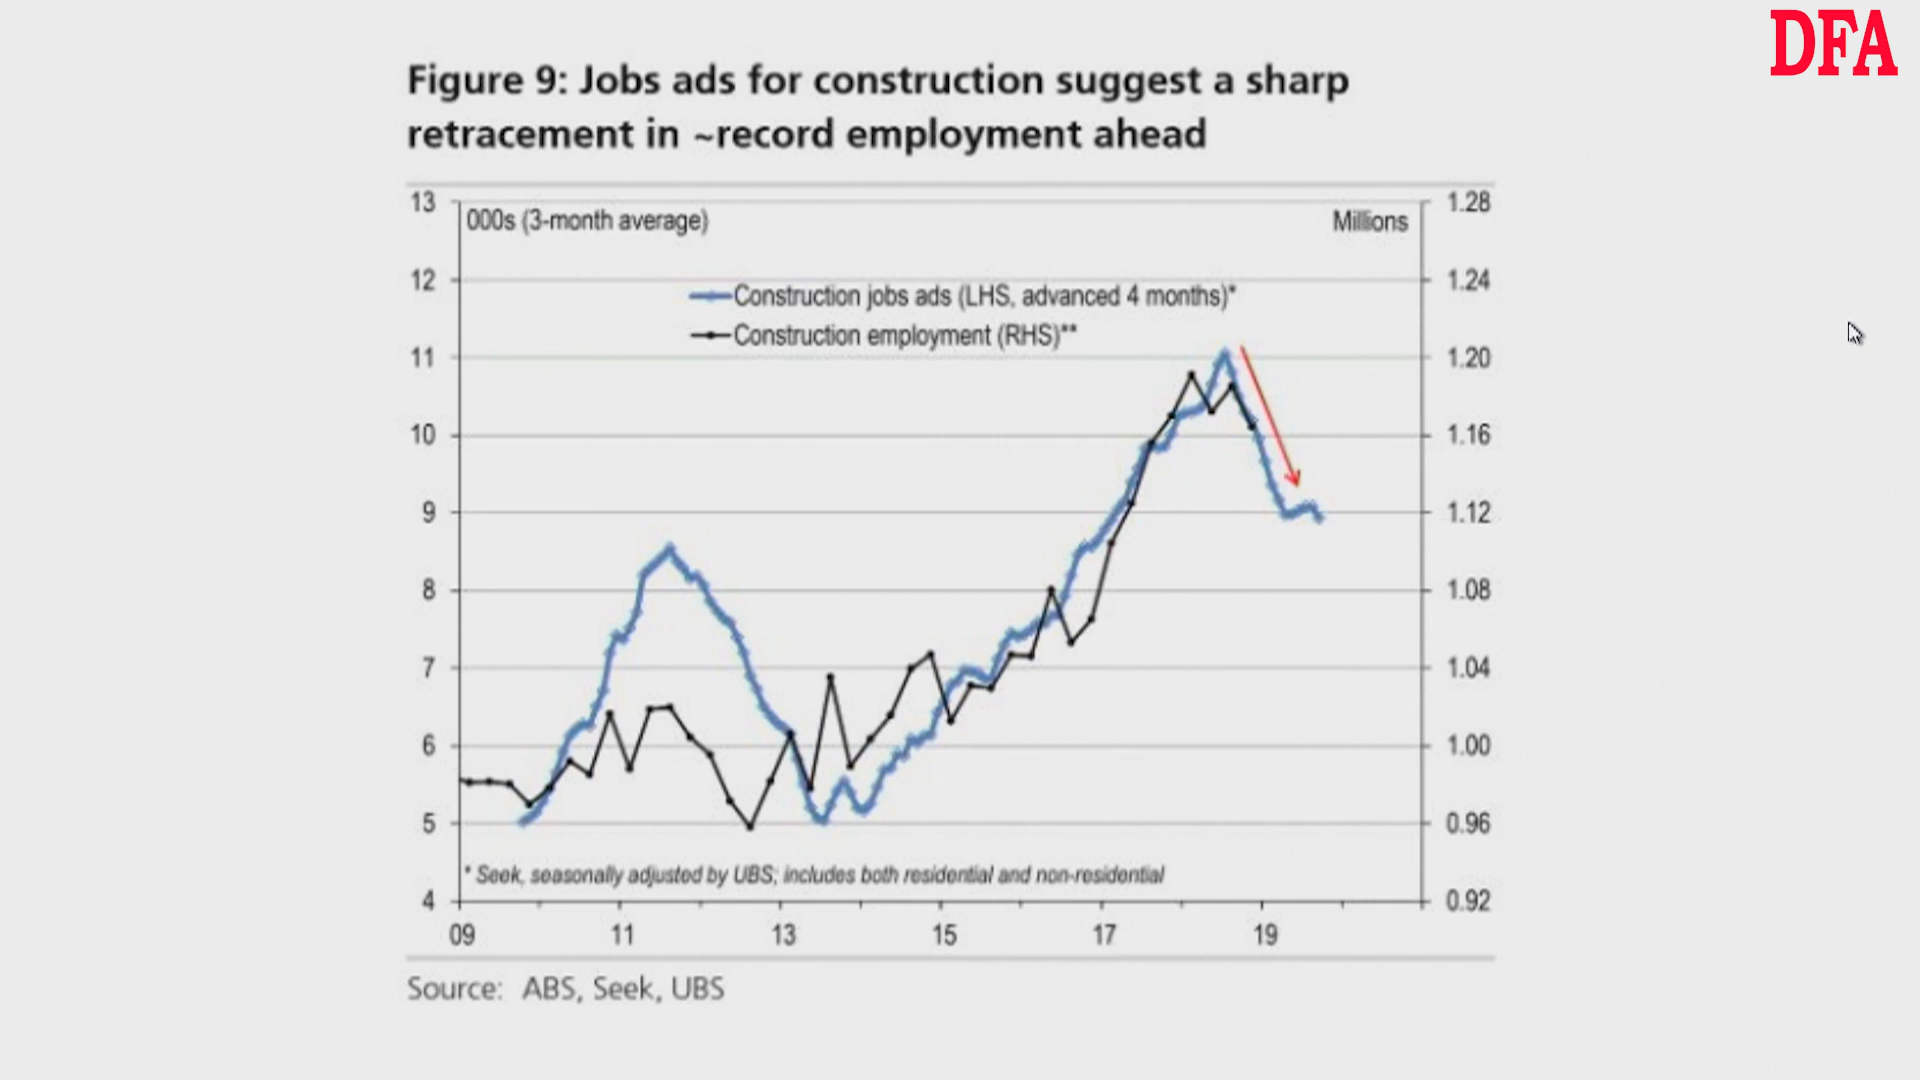 DFA
Figure 9: Jobs ads for construction suggest a sharp
retracement in ~record employment ahead
000s (3-month average)
Millions
Construction jobs ads (LHS, advanced 4 months)*
Construction employment (RHS)**
13
12
11
10
9
8
7
6
5
4
1.28
1.24
1.20
1.16
1.12
1.08
1.04
1.00
0.96
0.92
* Seek, seasonally adjusted by UBS; includes both residential and non-residential
09 11 13 15 17 19
Source: ABS, Seek, UBS